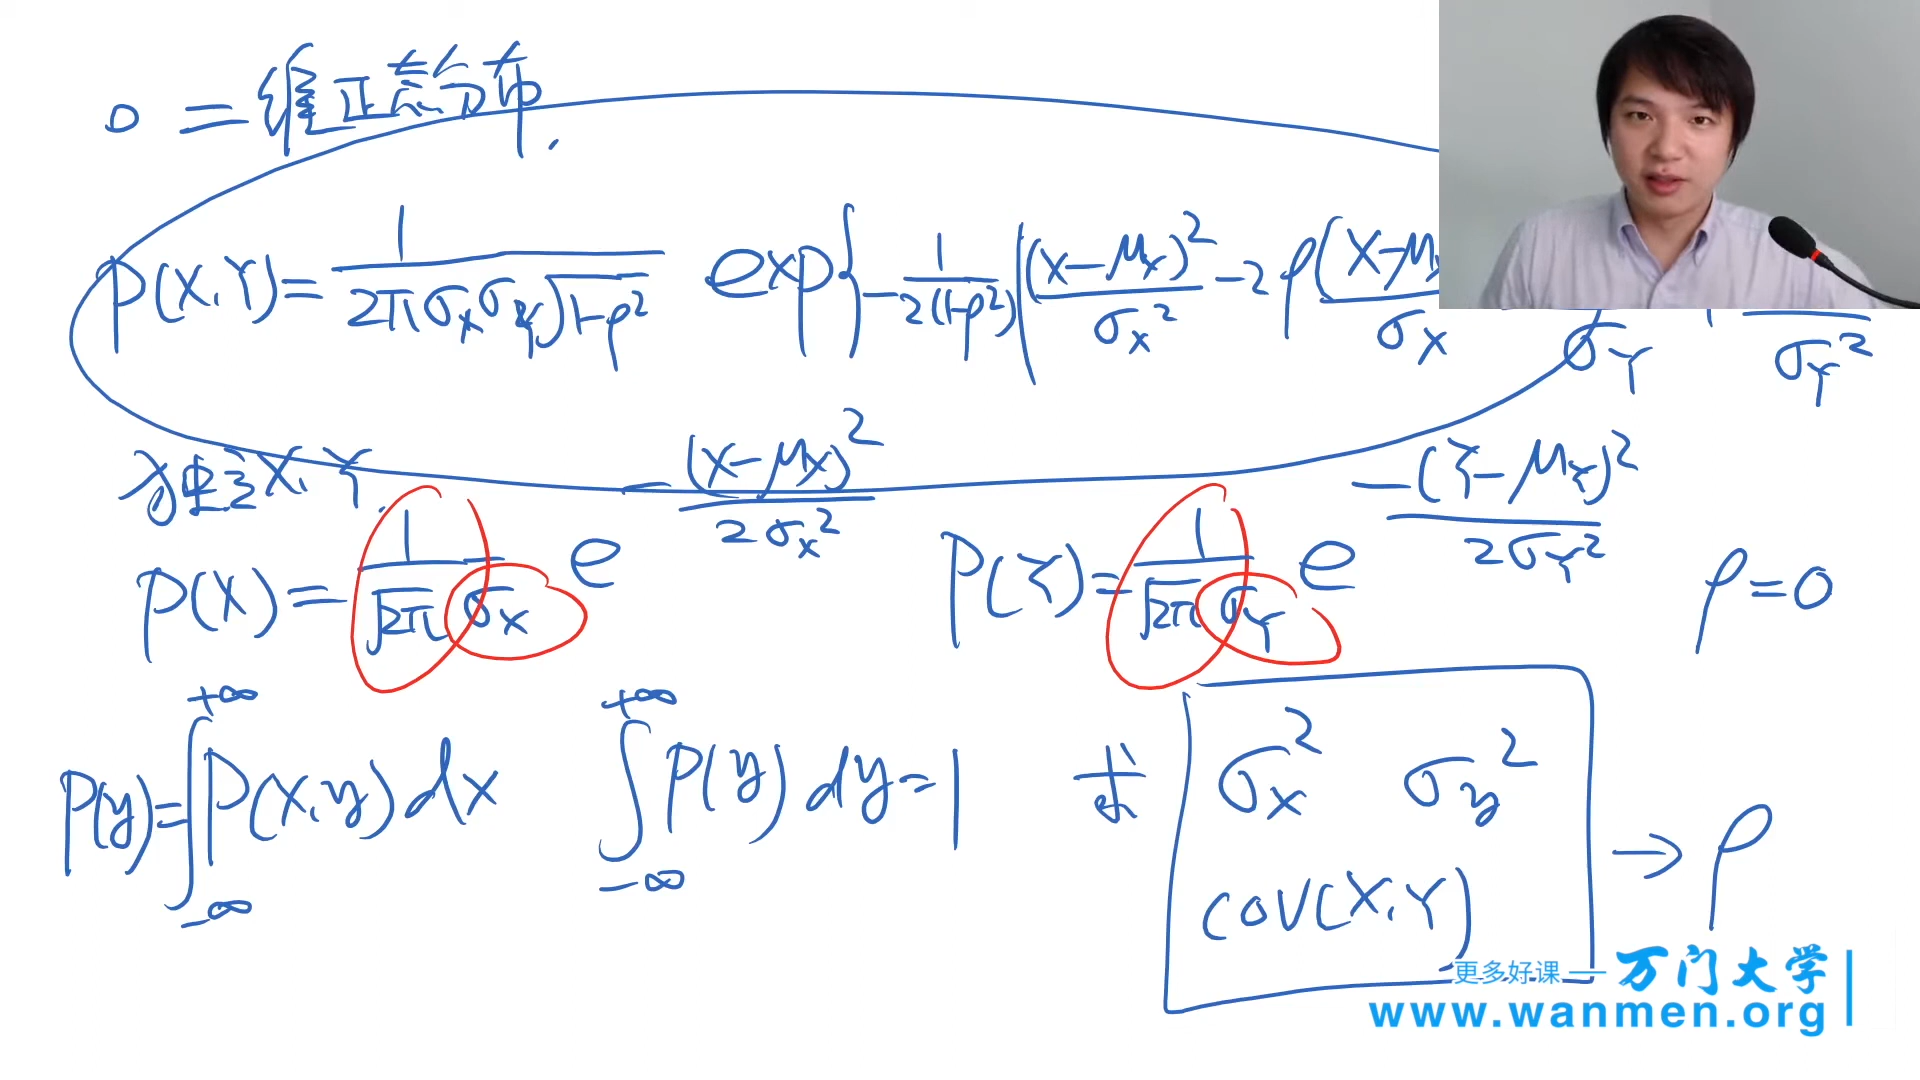 二维正态分布.
P(X,Y)= 1/(2πσxσY√(1-ρ²)) exp{-1/(2(1-ρ²)) [(X-μx)²/σx² -2ρ(X-μx)/σx σY σY²
独立X,Y.
P(X)= 1/(√2π σx) e -(X-μx)²/2σx² P(Y)= 1/(√2π σY) e -(Y-μY)²/2σY² ρ=0
P(y)=∫ +∞ -∞ P(X,y)dx ∫ +∞ -∞ P(y)dy=1 求 σx² σy² → ρ
COV(X,Y)
更多好课 — 万门大学
www.wanmen.org